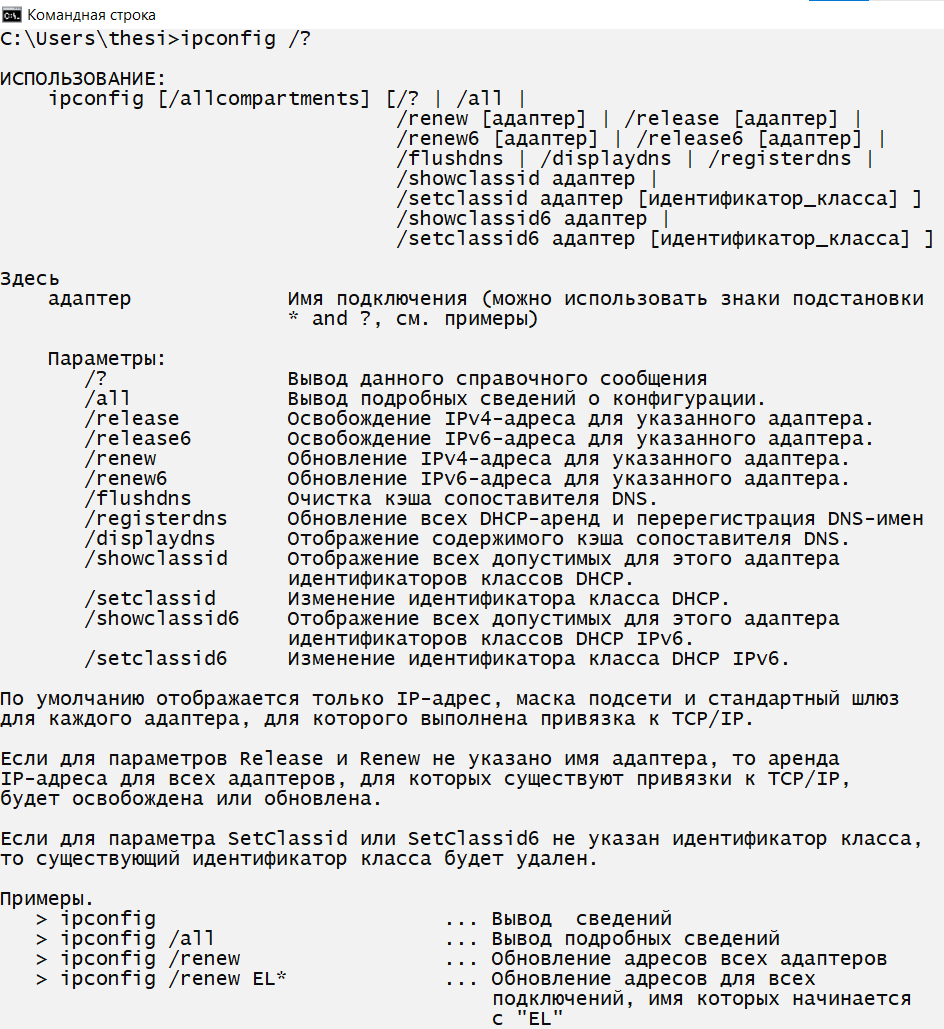 Командная строка
C:\Users\thesi>ipconfig /?
ИСПОЛЬЗОВАНИЕ:
    ipconfig [/allcompartments] [/? | /all |
                                 /renew [адаптер] | /release [адаптер] |
                                 /renew6 [адаптер] | /release6 [адаптер] |
                                 /flushdns | /displaydns | /registerdns |
                                 /showclassid адаптер |
                                 /setclassid адаптер [идентификатор_класса] ]
                                 /showclassid6 адаптер |
                                 /setclassid6 адаптер [идентификатор_класса] ]
Здесь
    адаптер             Имя подключения (можно использовать знаки подстановки
                        * and ?, см. примеры)
    Параметры:
       /?               Вывод данного справочного сообщения
       /all             Вывод подробных сведений о конфигурации.
       /release         Освобождение IPv4-адреса для указанного адаптера.
       /release6        Освобождение IPv6-адреса для указанного адаптера.
       /renew           Обновление IPv4-адреса для указанного адаптера.
       /renew6          Обновление IPv6-адреса для указанного адаптера.
       /flushdns        Очистка кэша сопоставителя DNS.
       /registerdns     Обновление всех DHCP-аренд и перерегистрация DNS-имен
       /displaydns      Отображение содержимого кэша сопоставителя DNS.
       /showclassid     Отображение всех допустимых для этого адаптера
                        идентификаторов классов DHCP.
       /setclassid      Изменение идентификатора класса DHCP.
       /showclassid6    Отображение всех допустимых для этого адаптера
                        идентификаторов классов DHCP IPv6.
       /setclassid6     Изменение идентификатора класса DHCP IPv6.
По умолчанию отображается только IP-адрес, маска подсети и стандартный шлюз
для каждого адаптера, для которого выполнена привязка к TCP/IP.
Если для параметров Release и Renew не указано имя адаптера, то аренда
IP-адреса для всех адаптеров, для которых существуют привязки к TCP/IP,
будет освобождена или обновлена.
Если для параметра SetClassid или SetClassid6 не указан идентификатор класса,
то существующий идентификатор класса будет удален.
Примеры.
   > ipconfig                        ... Вывод  сведений
   > ipconfig /all                   ... Вывод подробных сведений
   > ipconfig /renew                 ... Обновление адресов всех адаптеров
   > ipconfig /renew EL*             ... Обновление адресов для всех
                                         подключений, имя которых начинается
                                         с "EL"